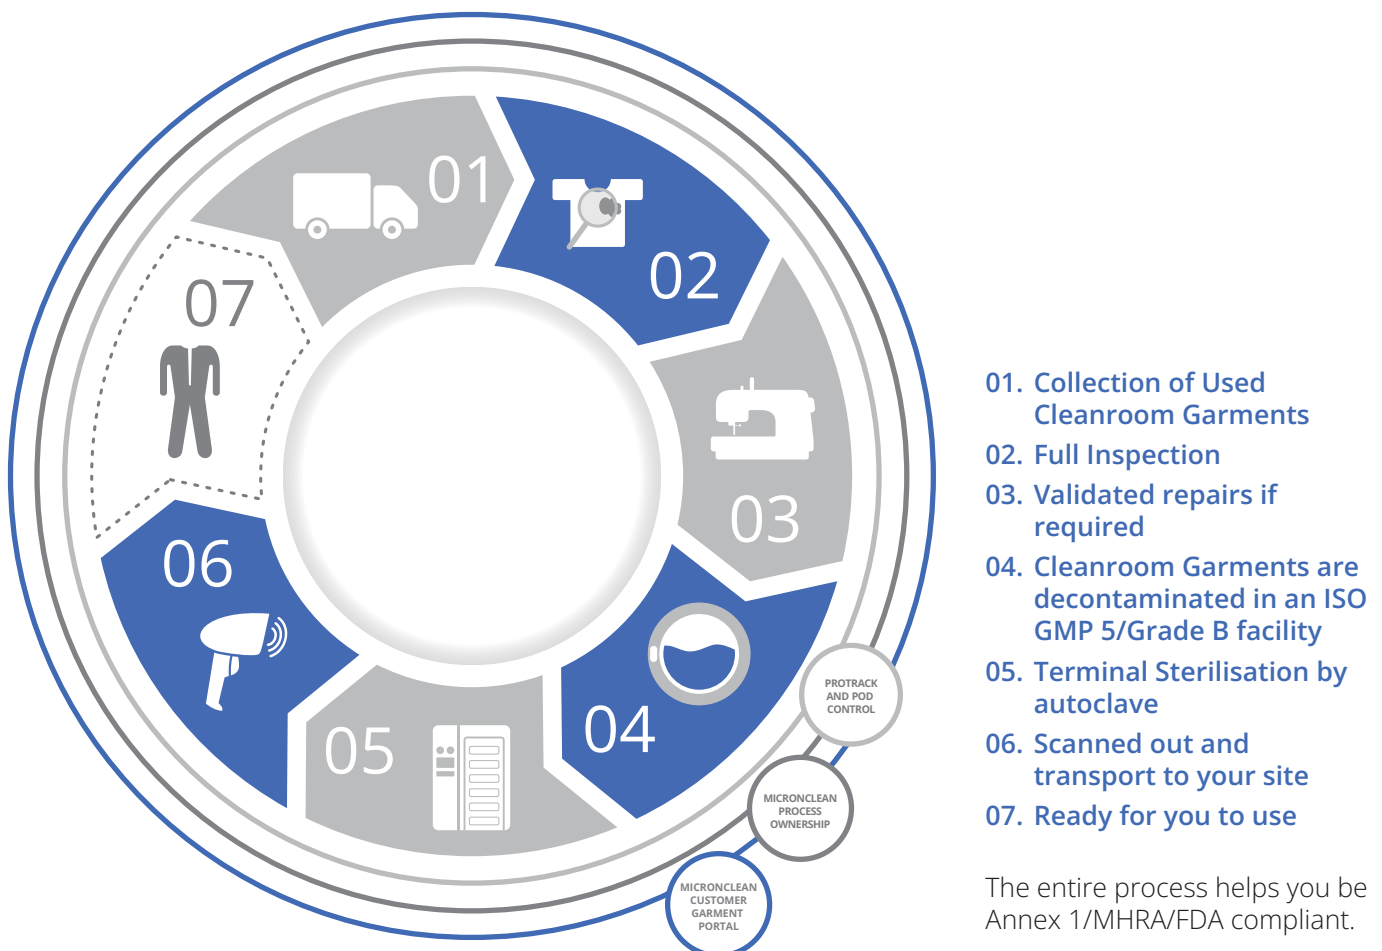 01
02
03
04
05
06
07
PROTRACK
AND POD
CONTROL
MICRONCLEAN
PROCESS
OWNERSHIP
MICRONCLEAN
CUSTOMER
GARMENT
PORTAL
01. Collection of Used
Cleanroom Garments
02. Full Inspection
03. Validated repairs if
required
04. Cleanroom Garments are
decontaminated in an ISO
GMP 5/Grade B facility
05. Terminal Sterilisation by
autoclave
06. Scanned out and
transport to your site
07. Ready for you to use
The entire process helps you be
Annex 1/MHRA/FDA compliant.